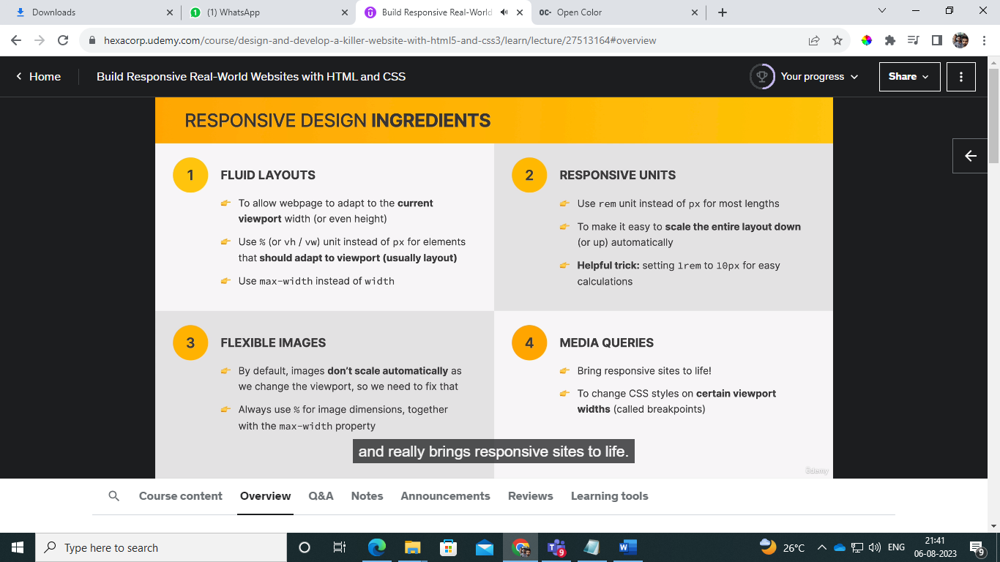 Downloads
(1) WhatsApp
Build Responsive Real-World
OC- Open Color
hexacorp.udemy.com/course/design-and-develop-a-killer-website-with-html5-and-css3/learn/lecture/27513164#overview
Home
Build Responsive Real-World Websites with HTML and CSS
Your progress
Share
RESPONSIVE DESIGN INGREDIENTS
1 FLUID LAYOUTS
To allow webpage to adapt to the current
viewport width (or even height)
Use % (or vh / vw) unit instead of px for elements
that should adapt to viewport (usually layout)
Use max-width instead of width
2 RESPONSIVE UNITS
Use rem unit instead of px for most lengths
To make it easy to scale the entire layout down
(or up) automatically
Helpful trick: setting 1rem to 10px for easy
calculations
3 FLEXIBLE IMAGES
By default, images don't scale automatically as
we change the viewport, so we need to fix that
Always use % for image dimensions, together
with the max-width property
4 MEDIA QUERIES
Bring responsive sites to life!
To change CSS styles on certain viewport
widths (called breakpoints)
and really brings responsive sites to life.
ûdemy
Course content
Overview
Q&A
Notes
Announcements
Reviews
Learning tools
Type here to search
9
26°C
ENG
21:41
06-08-2023
9